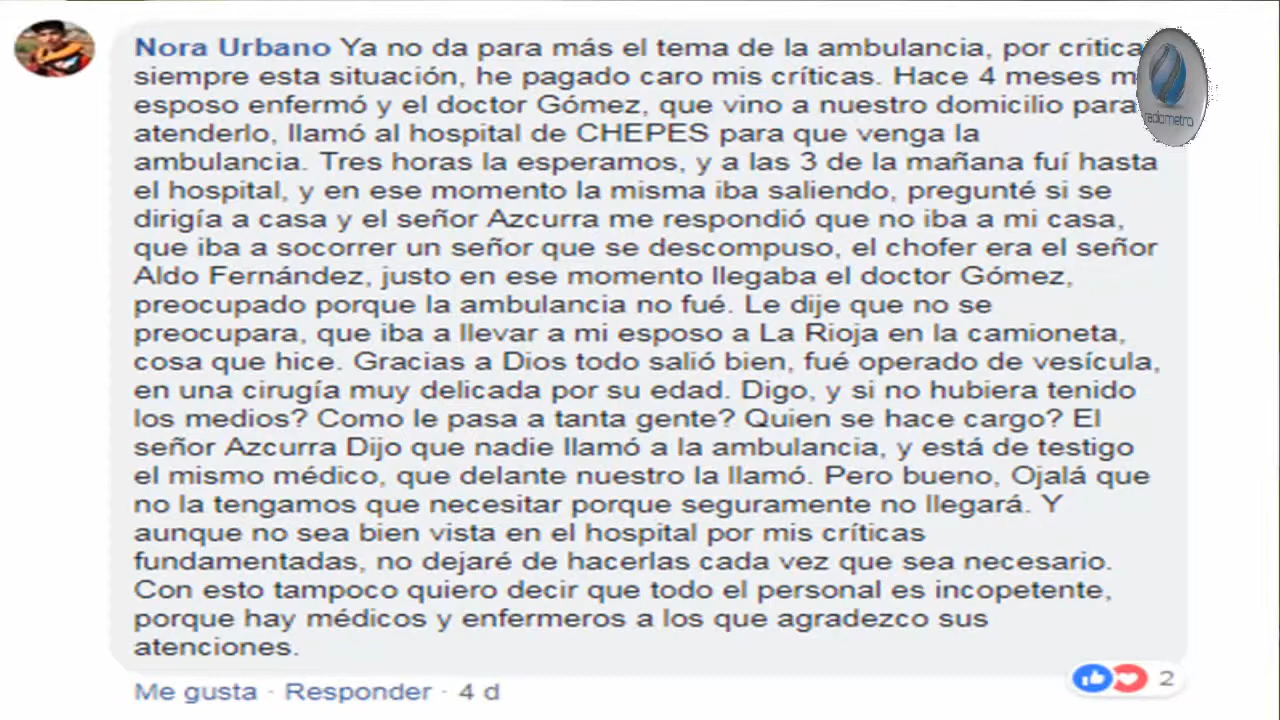 Nora Urbano Ya no da para más el tema de la ambulancia, por critica
siempre esta situación, he pagado caro mis críticas. Hace 4 meses m
esposo enfermó y el doctor Gómez, que vino a nuestro domicilio para
atenderlo, llamó al hospital de CHEPES para que venga la
ambulancia. Tres horas la esperamos, y a las 3 de la mañana fuí hasta
el hospital, y en ese momento la misma iba saliendo, pregunté si se
dirigía a casa y el señor Azcurra me respondió que no iba a mi casa,
que iba a socorrer un señor que se descompuso, el chofer era el señor
Aldo Fernández, justo en ese momento llegaba el doctor Gómez,
preocupado porque la ambulancia no fué. Le dije que no se
preocupara, que iba a llevar a mi esposo a La Rioja en la camioneta,
cosa que hice. Gracias a Dios todo salió bien, fué operado de vesícula,
en una cirugía muy delicada por su edad. Digo, y si no hubiera tenido
los medios? Como le pasa a tanta gente? Quien se hace cargo? El
señor Azcurra Dijo que nadie llamó a la ambulancia, y está de testigo
el mismo médico, que delante nuestro la llamó. Pero bueno, Ojalá que
no la tengamos que necesitar porque seguramente no llegará. Y
aunque no sea bien vista en el hospital por mis críticas
fundamentadas, no dejaré de hacerlas cada vez que sea necesario.
Con esto tampoco quiero decir que todo el personal es incopetente,
porque hay médicos y enfermeros a los que agradezco sus
atenciones.
Me gusta · Responder · 4 d
2
radiometro